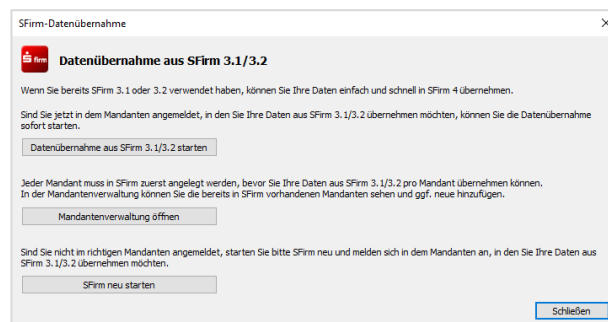 SFirm-Datenübernahme
S firm
Datenübernahme aus SFirm 3.1/3.2
Wenn Sie bereits SFirm 3.1 oder 3.2 verwendet haben, können Sie Ihre Daten einfach und schnell in SFirm 4 übernehmen.
Sind Sie jetzt in dem Mandanten angemeldet, in den Sie Ihre Daten aus SFirm 3.1/3.2 übernehmen möchten, können Sie die Datenübernahme
sofort starten.
Datenübernahme aus SFirm 3.1/3.2 starten
Jeder Mandant muss in SFirm zuerst angelegt werden, bevor Sie Ihre Daten aus SFirm 3.1/3.2 pro Mandant übernehmen können.
In der Mandantenverwaltung können Sie die bereits in SFirm vorhandenen Mandanten sehen und ggf. neue hinzufügen.
Mandantenverwaltung öffnen
Sind Sie nicht im richtigen Mandanten angemeldet, starten Sie bitte SFirm neu und melden sich in dem Mandanten an, in den Sie Ihre Daten aus
SFirm 3.1/3.2 übernehmen möchten.
SFirm neu starten
Schließen